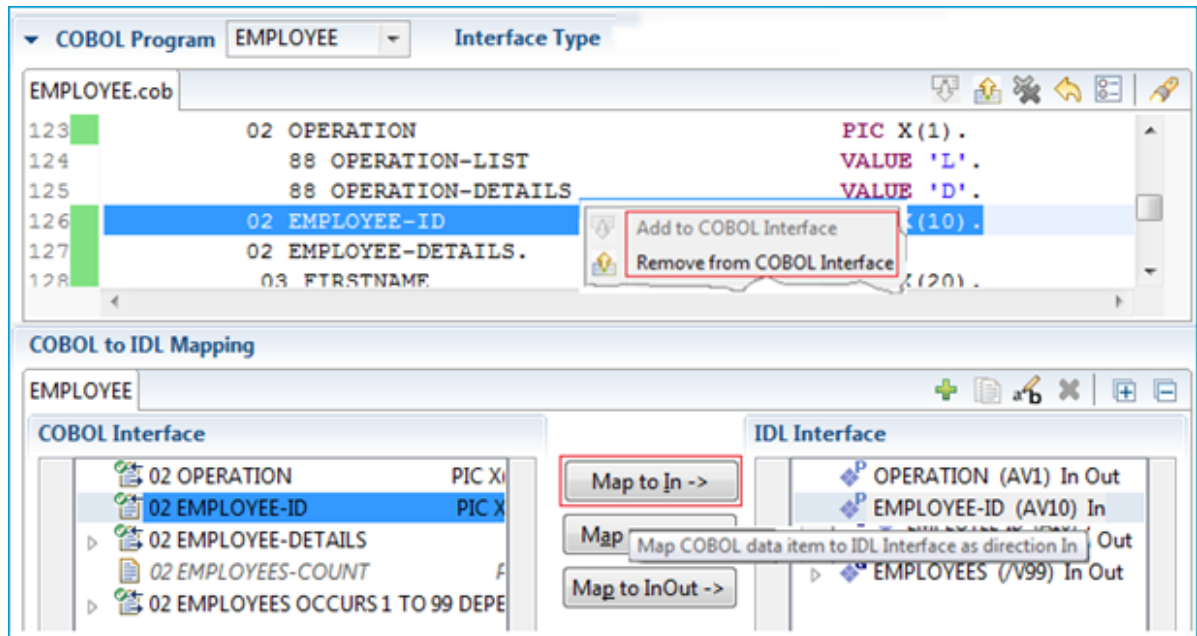 COBOL Program EMPLOYEE Interface Type
EMPLOYEE.cob
123 02 OPERATION PIC X(1).
124 88 OPERATION-LIST VALUE 'L'.
125 88 OPERATION-DETAILS VALUE 'D'.
126 02 EMPLOYEE-ID (10).
Add to COBOL Interface
127 02 EMPLOYEE-DETAILS.
Remove from COBOL Interface
128 03 FIRSTNAME (20).
COBOL to IDL Mapping
EMPLOYEE
COBOL Interface IDL Interface
02 OPERATION PIC X( Map to In -> OPERATION (AV1) In Out
02 EMPLOYEE-ID PIC X EMPLOYEE-ID (AV10) In
02 EMPLOYEE-DETAILS Map Out
Map COBOL data item to IDL Interface as direction In
02 EMPLOYEES-COUNT Map to InOut -> EMPLOYEES (/V99) In Out
02 EMPLOYEES OCCURS 1 TO 99 DEPE